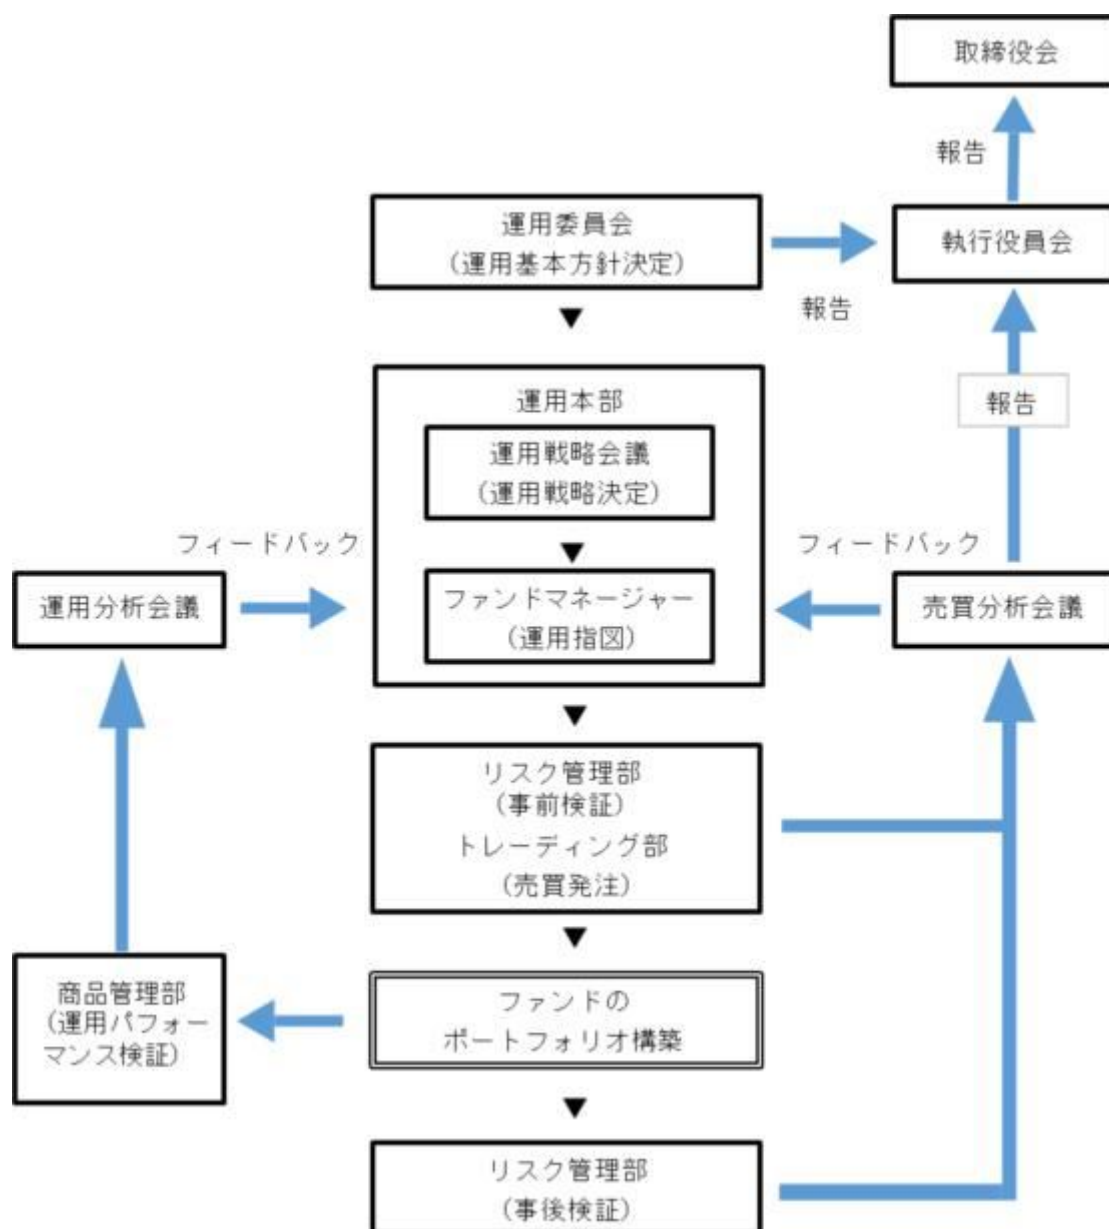 取締役会
報告
運用委員会
(運用基本方針決定)
執行役員会
報告
運用本部
報告
運用戦略会議
(運用戦略決定)
フィードバック
フィードバック
運用分析会議
ファンドマネージャー
(運用指図)
売買分析会議
リスク管理部
(事前検証)
トレーディング部
(売買発注)
商品管理部
(運用パフォー
マンス検証)
ファンドの
ポートフォリオ構築
リスク管理部
(事後検証)